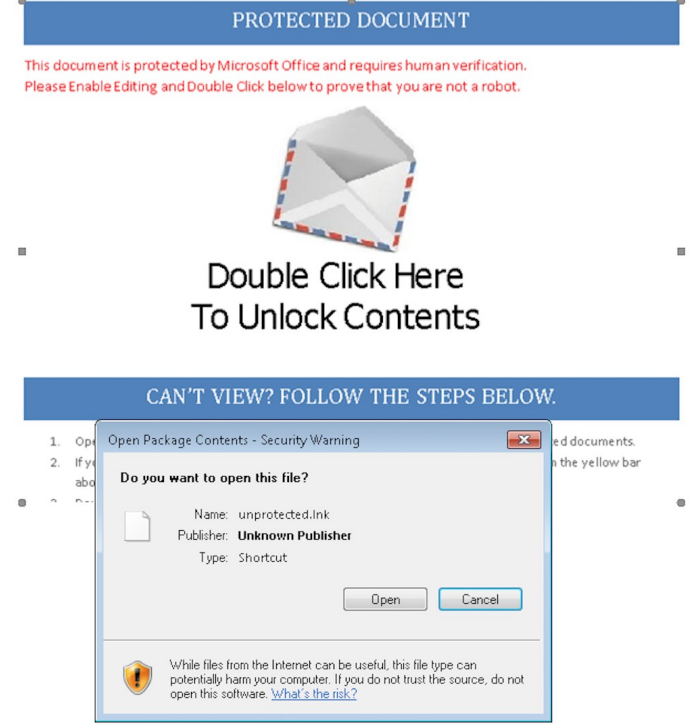 PROTECTED DOCUMENT
This document is protected by Microsoft Office and requires human verification.
Please Enable Editing and Double Click below to prove that you are not a robot.
Double Click Here
To Unlock Contents
CAN'T VIEW? FOLLOW THE STEPS BELOW.
1. ed documents.
2. If the yellow bar
Open Package Contents - Security Warning
Do you want to open this file?
Name: unprotected.lnk
Publisher: Unknown Publisher
Type: Shortcut
Open Cancel
While files from the Internet can be useful, this file type can
potentially harm your computer. If you do not trust the source, do not
open this software. What's the risk?